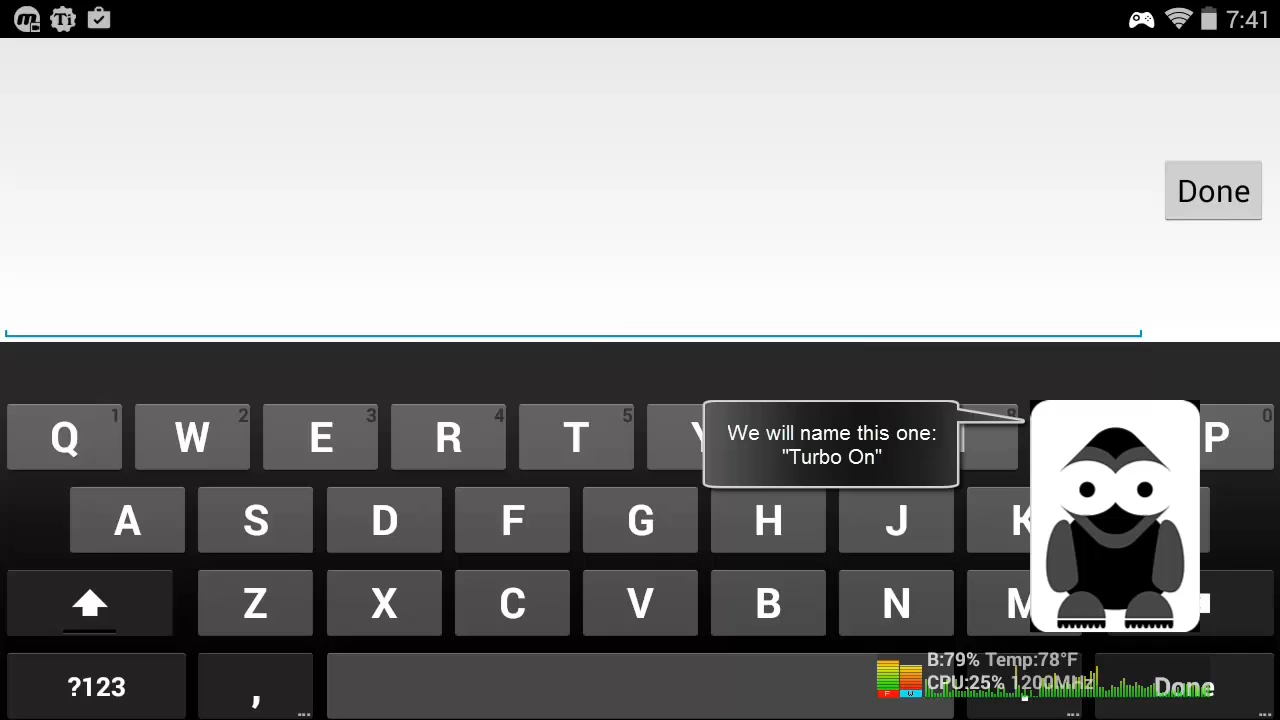 7:41
Done
1 2 3 4 5 0
Q W E R T P
We will name this one:
"Turbo On"
A S D F G H J K
Z X C V B N M
?123 , ... ... Done ...
B:79% Temp:78°F
CPU:25% 1200MHz